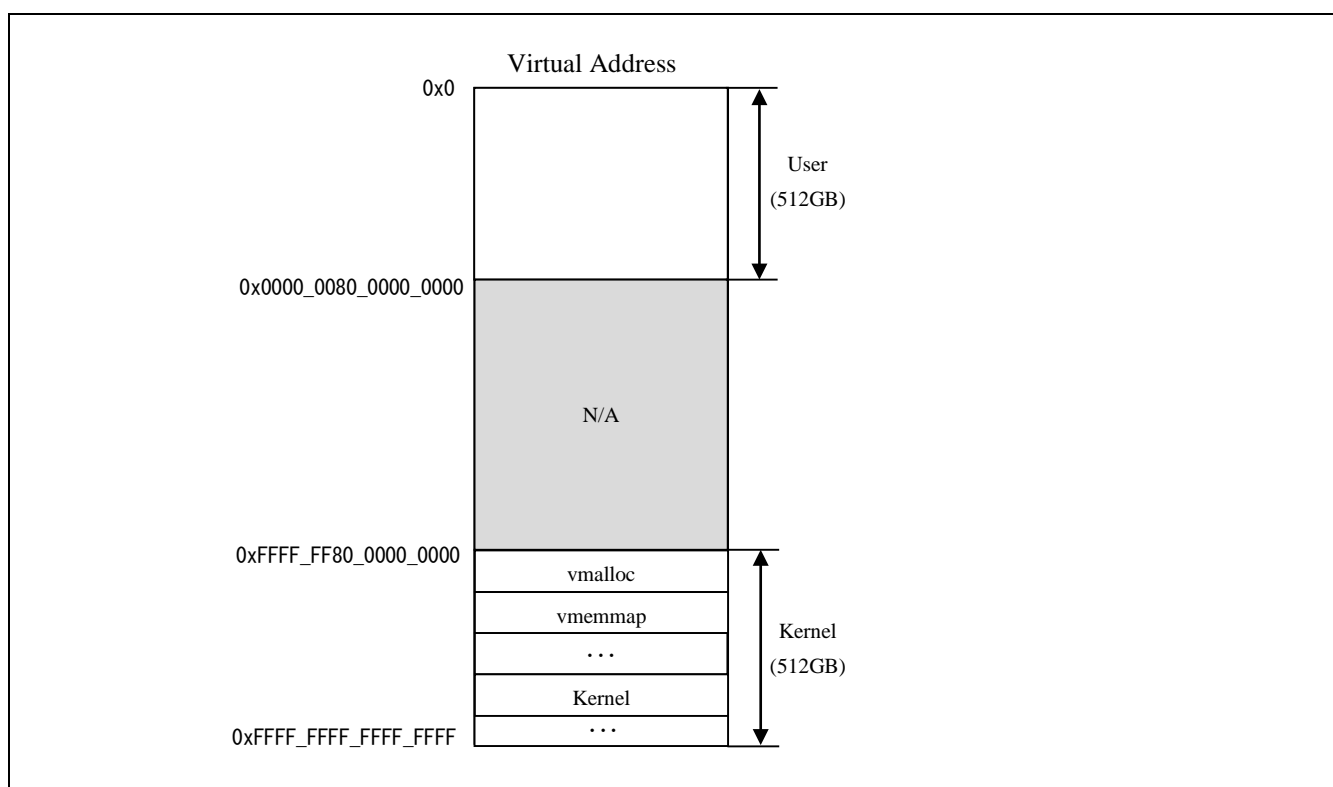 Virtual Address
0x0
User
(512GB)
0x0000_0080_0000_0000
N/A
0xFFFF_FF80_0000_0000
vmalloc
vmemmap
Kernel
(512GB)
...
Kernel
...
0xFFFF_FFFF_FFFF_FFFF